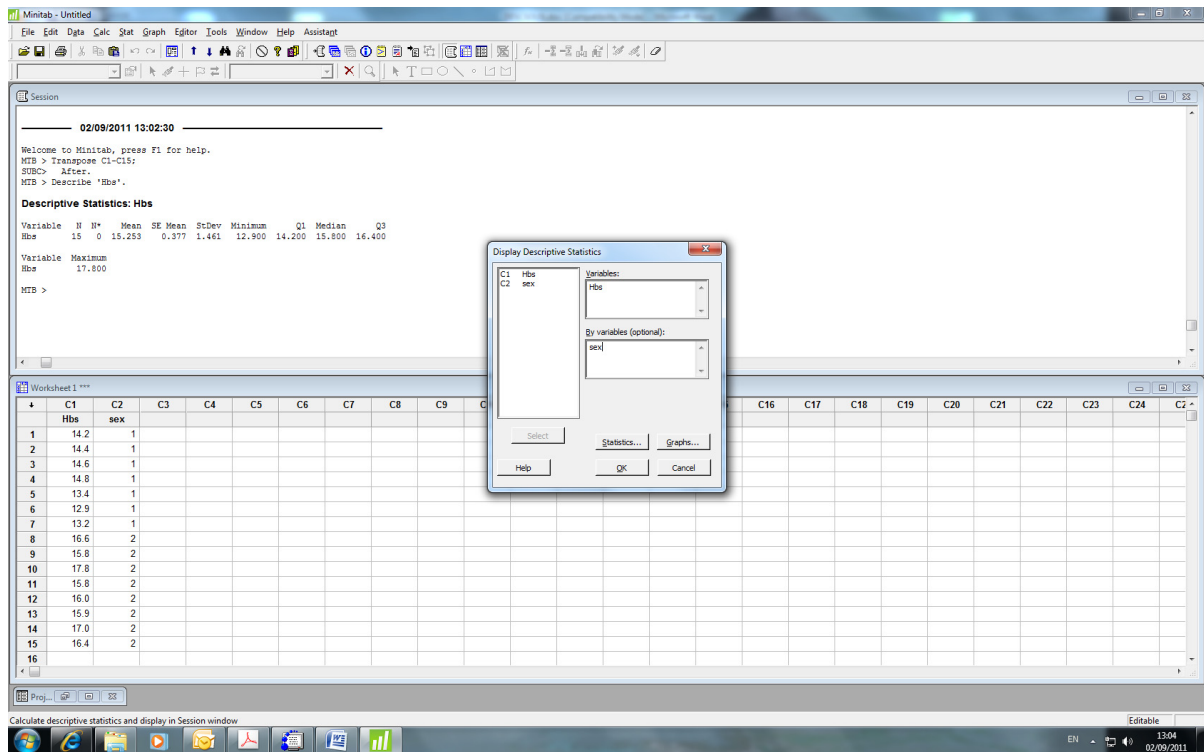 Minitab - Untitled
File Edit Data Calc Stat Graph Editor Tools Window Help Assistant
Session
02/09/2011 13:02:30
Welcome to Minitab, press F1 for help.
MTB > Transpose C1-C15;
SUBC> After.
MTB > Describe 'Hbs'.
Descriptive Statistics: Hbs
Variable N N* Mean SE Mean StDev Minimum Q1 Median Q3
Hbs 15 0 15.253 0.377 1.461 12.900 14.200 15.800 16.400
Variable Maximum
Hbs 17.800
MTB >
Display Descriptive Statistics
C1 Hbs
C2 sex
Variables:
Hbs
By variables (optional):
sex
Select
Statistics...
Graphs...
Help
OK
Cancel
Worksheet 1 ***
C1 C2 C3 C4 C5 C6 C7 C8 C9 C16 C17 C18 C19 C20 C21 C22 C23 C24
Hbs sex
1 14.2 1
2 14.4 1
3 14.6 1
4 14.8 1
5 13.4 1
6 12.9 1
7 13.2 1
8 16.6 2
9 15.8 2
10 17.8 2
11 15.8 2
12 16.0 2
13 15.9 2
14 17.0 2
15 16.4 2
16
Proj...
Calculate descriptive statistics and display in Session window
Editable
EN
13:04
02/09/2011